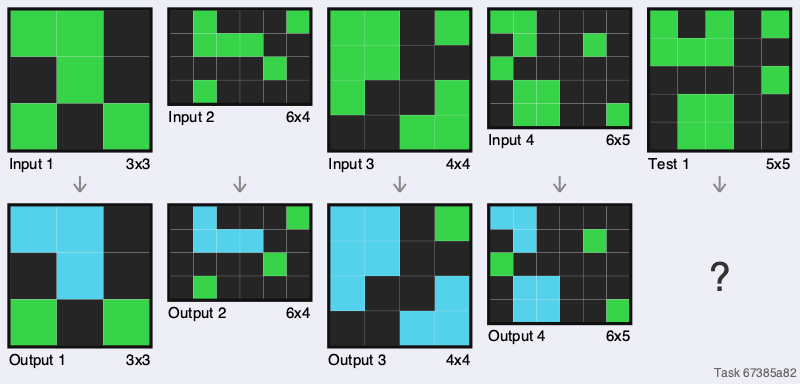 Input 1 3x3
Input 2 6x4
Input 3 4x4
Input 4 6x5
Test 1 5x5
Output 1 3x3
Output 2 6x4
Output 3 4x4
Output 4 6x5
?
Task 67385a82